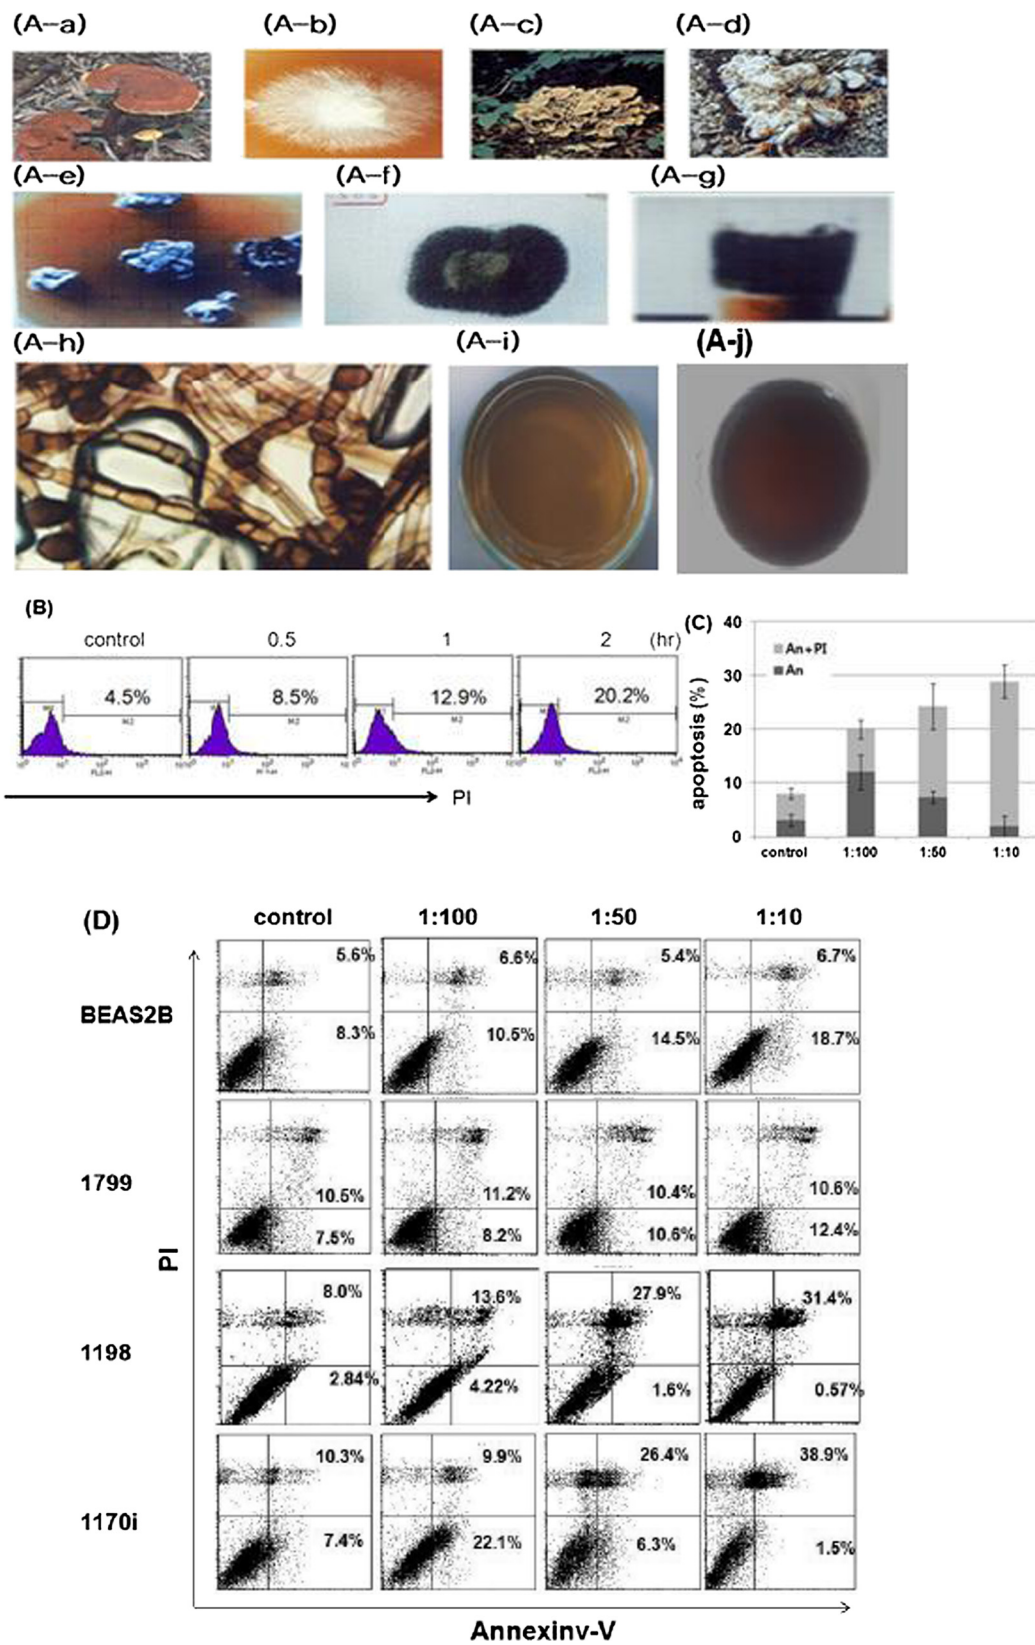 (A-a) (A-b) (A-c) (A-d)
(A-e) (A-f) (A-g)
(A-h) (A-i) (A-j)
(B)
control 0.5 1 2 (hr)
4.5% 8.5% 12.9% 20.2%
M2 M2 M2 M2
PI
(C)
apoptosis (%)
40
30
20
10
0
An+PI
An
control 1:100 1:50 1:10
(D)
control 1:100 1:50 1:10
BEAS2B
5.6% 6.6% 5.4% 6.7%
8.3% 10.5% 14.5% 18.7%
1799
10.5% 11.2% 10.4% 10.6%
7.5% 8.2% 10.6% 12.4%
PI
1198
8.0% 13.6% 27.9% 31.4%
2.84% 4.22% 1.6% 0.57%
1170i
10.3% 9.9% 26.4% 38.9%
7.4% 22.1% 6.3% 1.5%
Annexinv-V